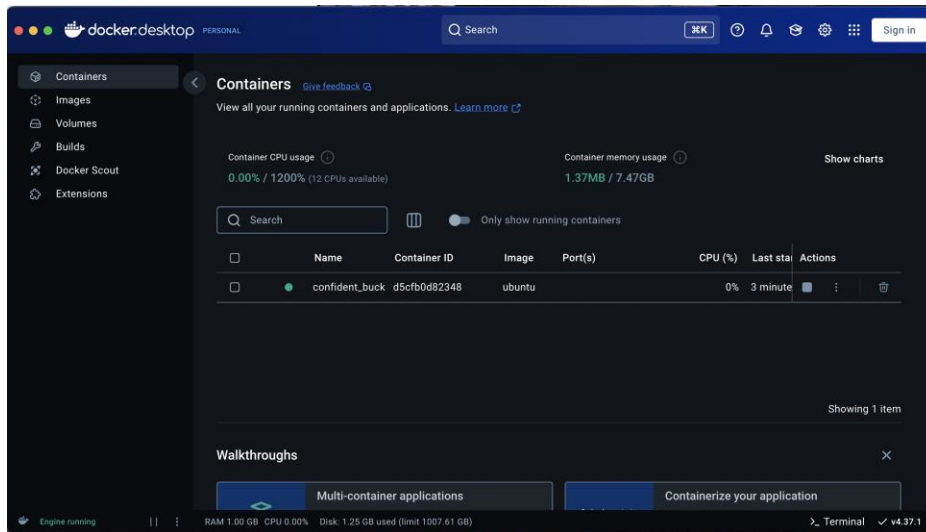 docker.desktop PERSONAL
Search
⌘K
Sign in
Containers
Images
Volumes
Builds
Docker Scout
Extensions
Containers Give feedback
View all your running containers and applications. Learn more
Container CPU usage
0.00% / 1200% (12 CPUs available)
Container memory usage
1.37MB / 7.47GB
Show charts
Search
Only show running containers
Name Container ID Image Port(s) CPU (%) Last sta Actions
confident_buck d5cfb0d82348 ubuntu 0% 3 minute
Showing 1 item
Walkthroughs
Multi-container applications
Containerize your application
Engine running
RAM 1.00 GB CPU 0.00% Disk: 1.25 GB used (limit 1007.61 GB)
>_ Terminal
v4.37.1